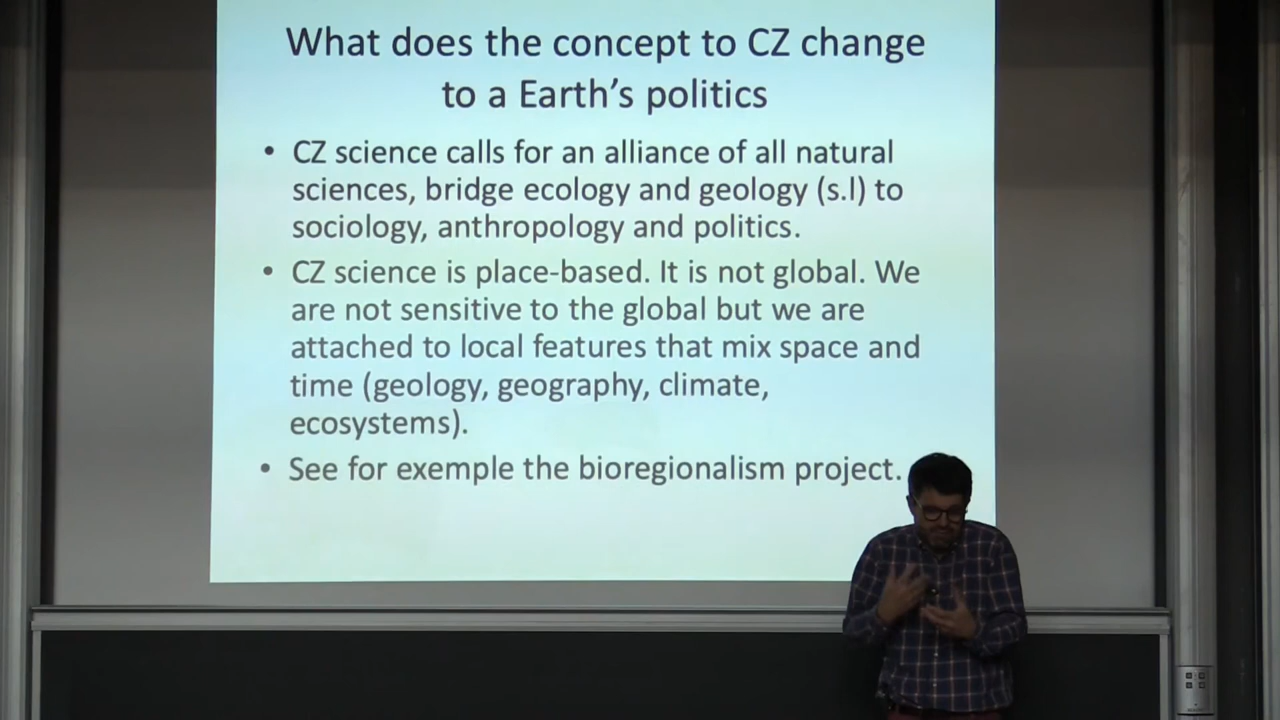 What does the concept to CZ change
to a Earth's politics
• CZ science calls for an alliance of all natural
sciences, bridge ecology and geology (s.l) to
sociology, anthropology and politics.
• CZ science is place-based. It is not global. We
are not sensitive to the global but we are
attached to local features that mix space and
time (geology, geography, climate,
ecosystems).
• See for exemple the bioregionalism project.